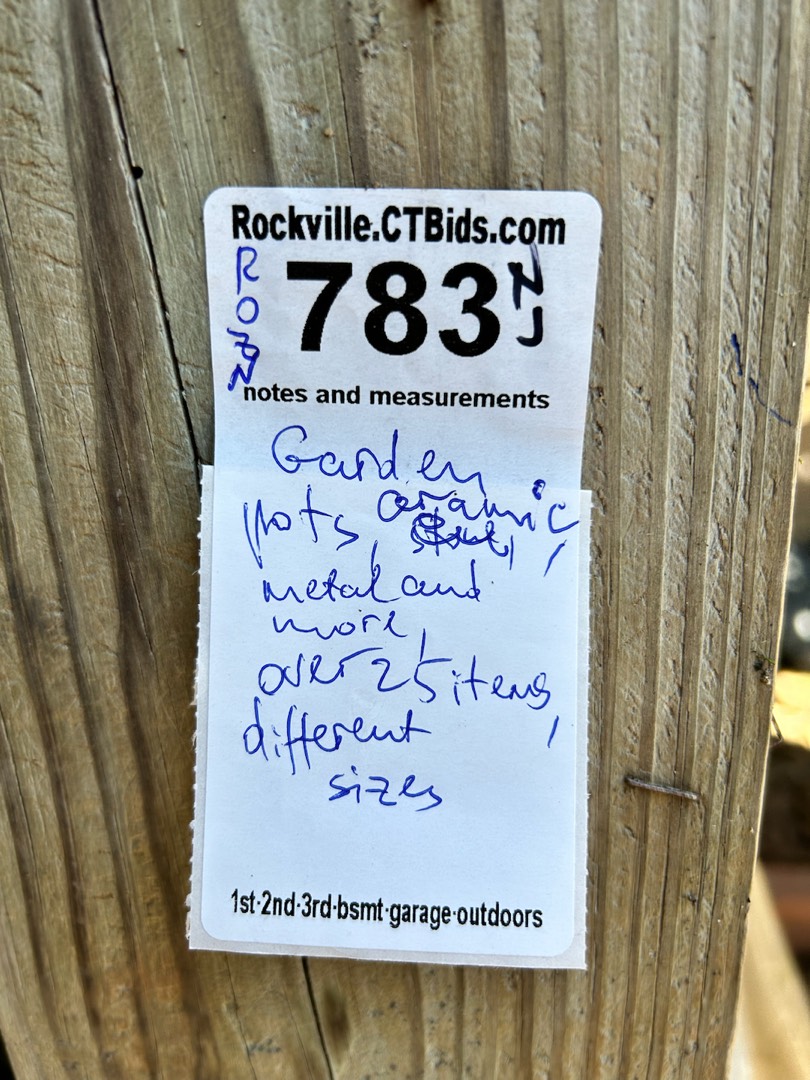 Rockville.CTBids.com
783
NJ
ROZN
notes and measurements
Garden
pots, ceramic,
metal and
more,
over 25 items,
different
sizes
1st·2nd·3rd·bsmt·garage·outdoors